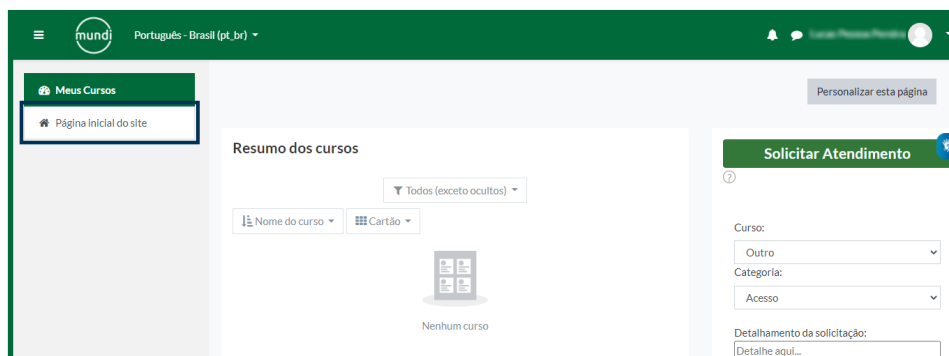 mundi
Português - Brasil (pt_br)
Meus Cursos
Página inicial do site
Personalizar esta página
Resumo dos cursos
Todos (exceto ocultos)
Nome do curso
Cartão
Nenhum curso
Solicitar Atendimento
?
Curso:
Outro
Categoria:
Acesso
Detalhamento da solicitação:
Detalhe aqui...